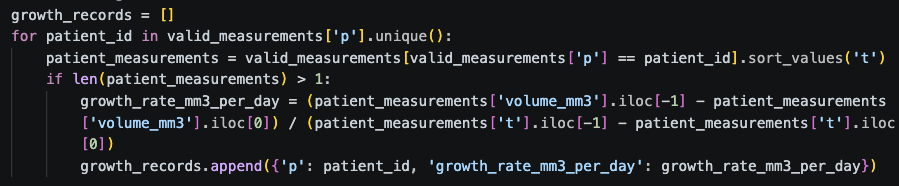 growth_records = []
for patient_id in valid_measurements['p'].unique():
patient_measurements = valid_measurements[valid_measurements['p'] == patient_id].sort_values('t')
if len(patient_measurements) > 1:
growth_rate_mm3_per_day = (patient_measurements['volume_mm3'].iloc[-1] - patient_measurements
['volume_mm3'].iloc[0]) / (patient_measurements['t'].iloc[-1] - patient_measurements['t'].iloc
[0])
growth_records.append({'p': patient_id, 'growth_rate_mm3_per_day': growth_rate_mm3_per_day})